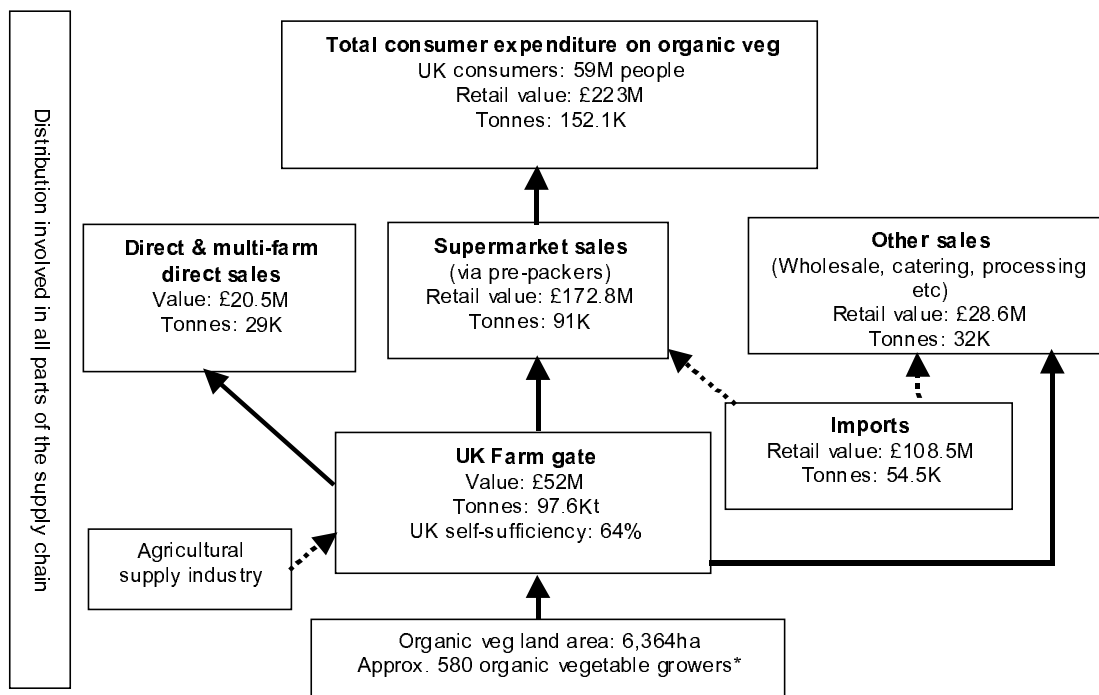 Distribution involved in all parts of the supply chain
Total consumer expenditure on organic veg
UK consumers: 59M people
Retail value: £223M
Tonnes: 152.1K
Direct & multi-farm
direct sales
Value: £20.5M
Tonnes: 29K
Supermarket sales
(via pre-packers)
Retail value: £172.8M
Tonnes: 91K
Other sales
(Wholesale, catering, processing
etc)
Retail value: £28.6M
Tonnes: 32K
Imports
Retail value: £108.5M
Tonnes: 54.5K
UK Farm gate
Value: £52M
Tonnes: 97.6Kt
UK self-sufficiency: 64%
Agricultural
supply industry
Organic veg land area: 6,364ha
Approx. 580 organic vegetable growers*